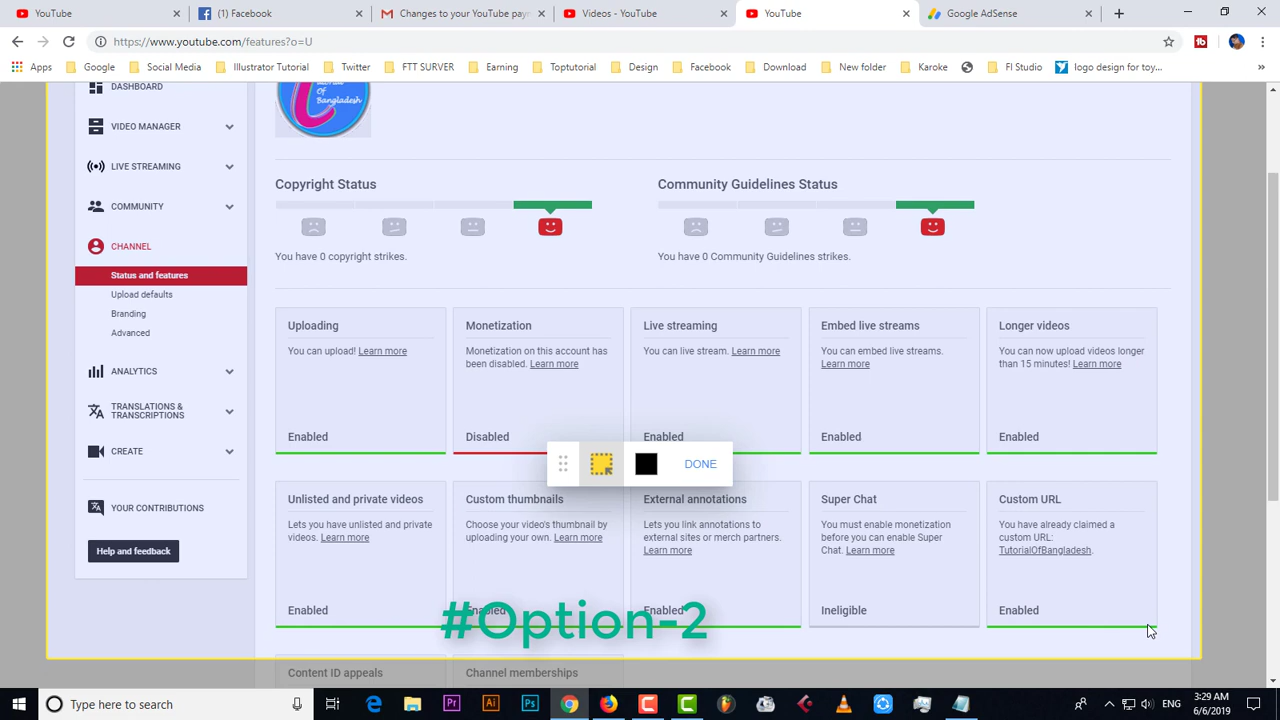 YouTube
Facebook
Changes to your YouTube payn
Videos - YouTube
YouTube
Google AdSense
https://www.youtube.com/features?o=U
Apps
Google
Social Media
Illustrator Tutorial
Twitter
FTT SURVER
Earning
Toptutorial
Design
Facebook
Download
New folder
Karoke
Fl Studio
logo design for toy...
»
DASHBOARD
VIDEO MANAGER
LIVE STREAMING
COMMUNITY
CHANNEL
Status and features
Upload defaults
Branding
Advanced
ANALYTICS
TRANSLATIONS &
TRANSCRIPTIONS
CREATE
YOUR CONTRIBUTIONS
Help and feedback
Of
Bangladesh
Copyright Status
You have 0 copyright strikes.
Community Guidelines Status
You have 0 Community Guidelines strikes.
Uploading
You can upload! Learn more
Enabled
Monetization
Monetization on this account has
been disabled. Learn more
Disabled
Live streaming
You can live stream. Learn more
Enabled
Embed live streams
You can embed live streams.
Learn more
Enabled
Longer videos
You can now upload videos longer
than 15 minutes! Learn more
Enabled
DONE
Unlisted and private videos
Lets you have unlisted and private
videos. Learn more
Enabled
Custom thumbnails
Choose your video's thumbnail by
uploading your own. Learn more
Enabled
External annotations
Lets you link annotations to
external sites or merch partners.
Learn more
Enabled
Super Chat
You must enable monetization
before you can enable Super
Chat. Learn more
Ineligible
Custom URL
You have already claimed a
custom URL:
TutorialOfBangladesh.
Enabled
#Option-2
Content ID appeals
Channel memberships
Type here to search
ENG
3:29 AM
6/6/2019